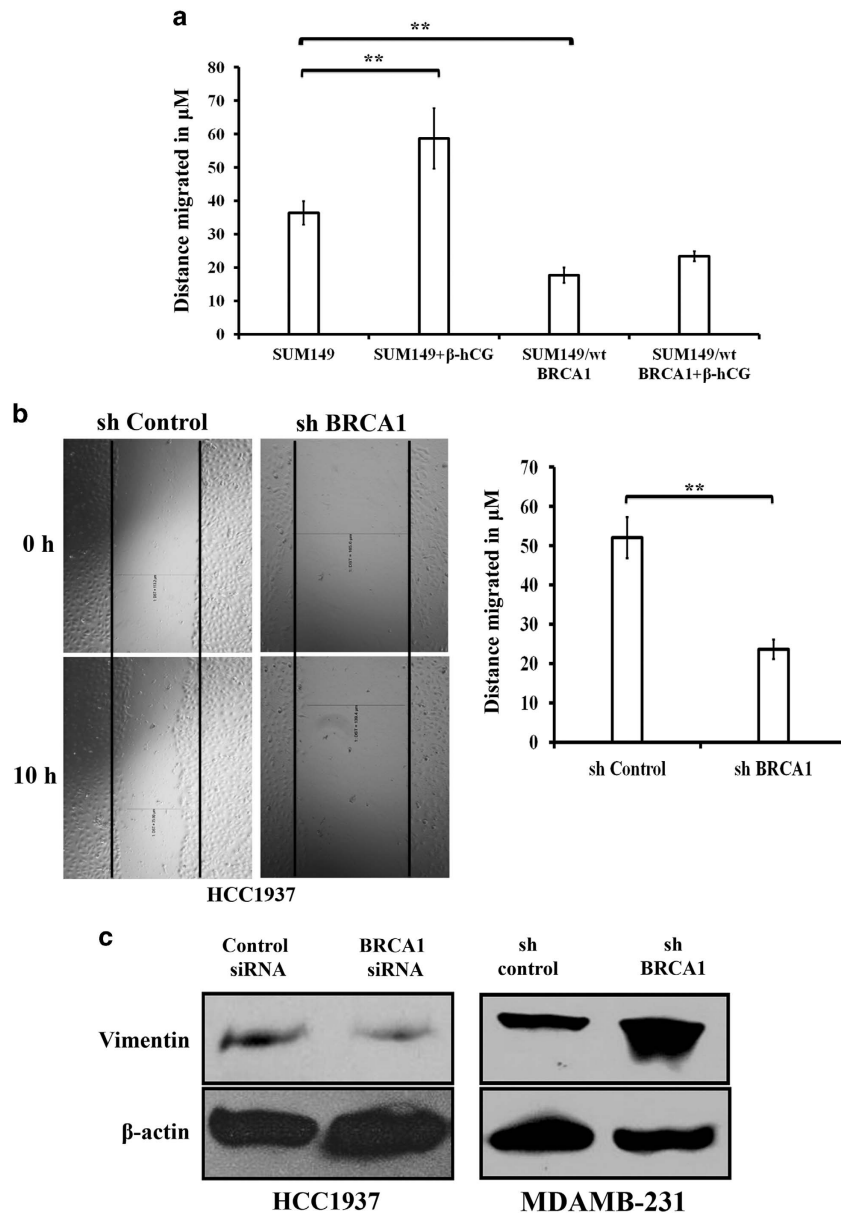 a
**
**
80
70
60
50
40
30
20
10
0
Distance migrated in μM
SUM149
SUM149+β-hCG
SUM149/wt
BRCA1
SUM149/wt
BRCA1+β-hCG
b
sh Control
sh BRCA1
0 h
10 h
HCC1937
**
70
60
50
40
30
20
10
0
Distance migrated in μM
sh Control
sh BRCA1
c
Control
siRNA
BRCA1
siRNA
sh
control
sh
BRCA1
Vimentin
β-actin
HCC1937
MDAMB-231